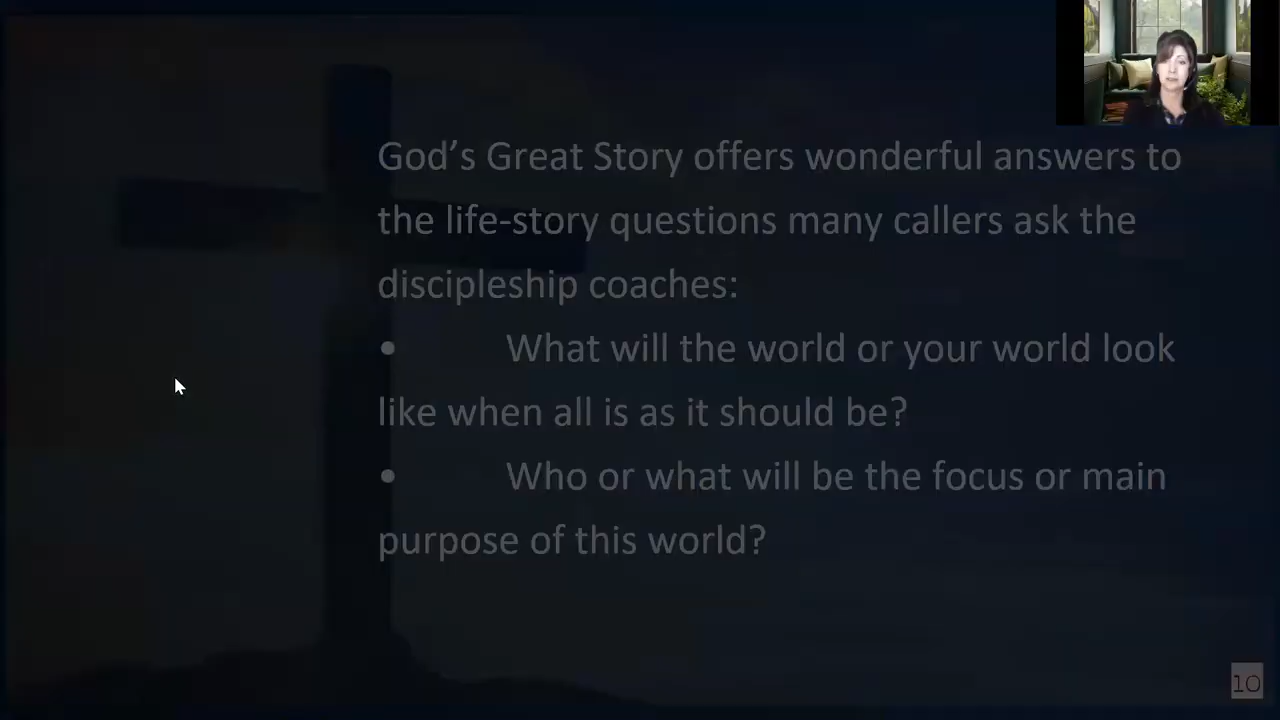 God’s Great Story offers wonderful answers to
the life-story questions many callers ask the
discipleship coaches:
• What will the world or your world look
like when all is as it should be?
• Who or what will be the focus or main
purpose of this world?
10